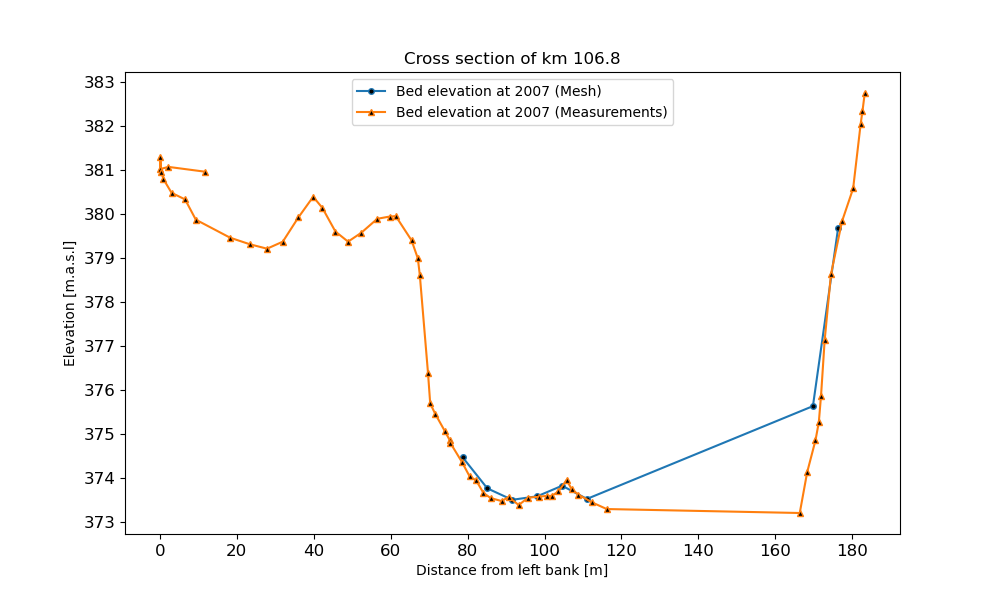 Cross section of km 106.8
Bed elevation at 2007 (Mesh)
Bed elevation at 2007 (Measurements)
383
382
381
380
379
378
377
376
375
374
373
Elevation [m.a.s.l]
0 20 40 60 80 100 120 140 160 180
Distance from left bank [m]